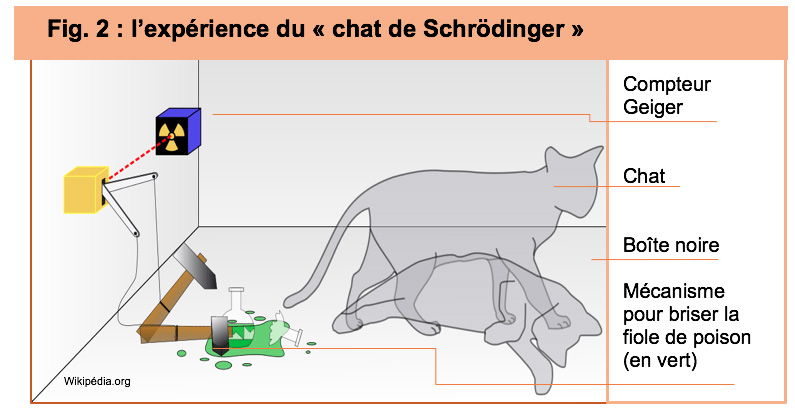 Fig. 2 : l’expérience du « chat de Schrödinger »
Compteur
Geiger
Chat
Boîte noire
Mécanisme
pour briser la
fiole de poison
(en vert)
Wikipédia.org